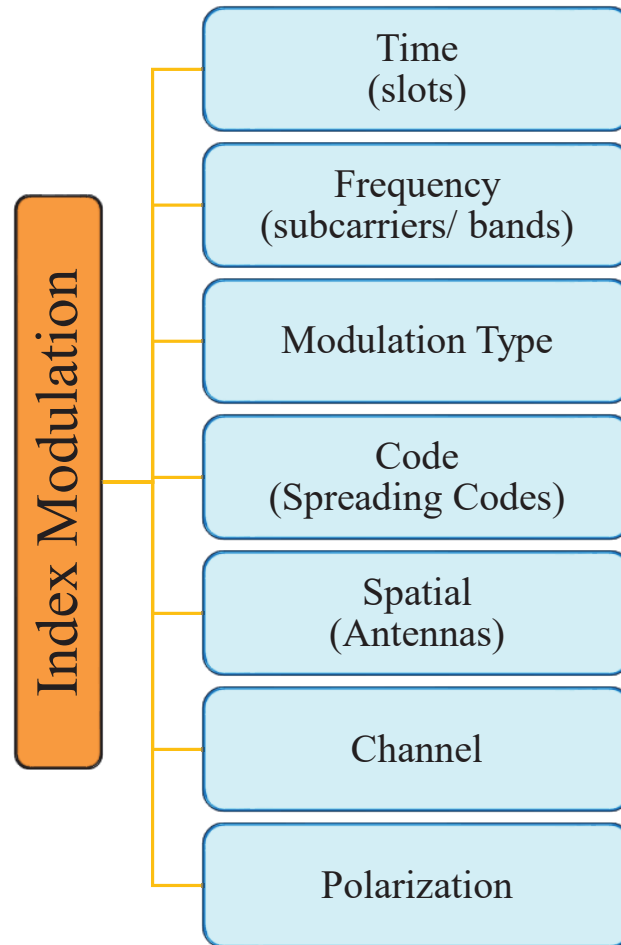 Index Modulation
Time
(slots)
Frequency
(subcarriers/ bands)
Modulation Type
Code
(Spreading Codes)
Spatial
(Antennas)
Channel
Polarization